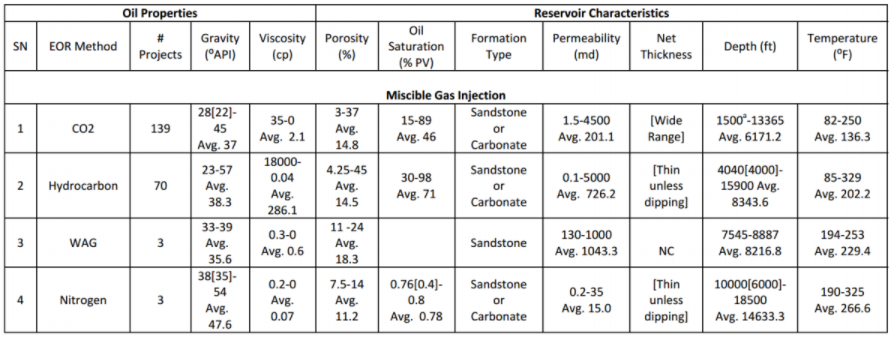 Oil Properties | Reservoir Characteristics
SN | EOR Method | # Projects | Gravity (⁰API) | Viscosity (cp) | Porosity (%) | Oil Saturation (% PV) | Formation Type | Permeability (md) | Net Thickness | Depth (ft) | Temperature (⁰F)
Miscible Gas Injection
1 | CO2 | 139 | 28[22]-45 Avg. 37 | 35-0 Avg. 2.1 | 3-37 Avg. 14.8 | 15-89 Avg. 46 | Sandstone or Carbonate | 1.5-4500 Avg. 201.1 | [Wide Range] | 1500ᵃ-13365 Avg. 6171.2 | 82-250 Avg. 136.3
2 | Hydrocarbon | 70 | 23-57 Avg. 38.3 | 18000-0.04 Avg. 286.1 | 4.25-45 Avg. 14.5 | 30-98 Avg. 71 | Sandstone or Carbonate | 0.1-5000 Avg. 726.2 | [Thin unless dipping] | 4040[4000]-15900 Avg. 8343.6 | 85-329 Avg. 202.2
3 | WAG | 3 | 33-39 Avg. 35.6 | 0.3-0 Avg. 0.6 | 11 -24 Avg. 18.3 | | Sandstone | 130-1000 Avg. 1043.3 | NC | 7545-8887 Avg. 8216.8 | 194-253 Avg. 229.4
4 | Nitrogen | 3 | 38[35]-54 Avg. 47.6 | 0.2-0 Avg. 0.07 | 7.5-14 Avg. 11.2 | 0.76[0.4]-0.8 Avg. 0.78 | Sandstone or Carbonate | 0.2-35 Avg. 15.0 | [Thin unless dipping] | 10000[6000]-18500 Avg. 14633.3 | 190-325 Avg. 266.6